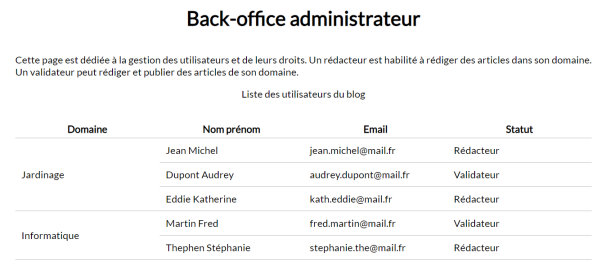 Back-office administrateur
Cette page est dédiée à la gestion des utilisateurs et de leurs droits. Un rédacteur est habilité à rédiger des articles dans son domaine.
Un validateur peut rédiger et publier des articles de son domaine.
Liste des utilisateurs du blog
Domaine Nom prénom Email Statut
Jean Michel jean.michel@mail.fr Rédacteur
Jardinage Dupont Audrey audrey.dupont@mail.fr Validateur
Eddie Katherine kath.eddie@mail.fr Rédacteur
Martin Fred fred.martin@mail.fr Validateur
Informatique
Thephen Stéphanie stephanie.the@mail.fr Rédacteur